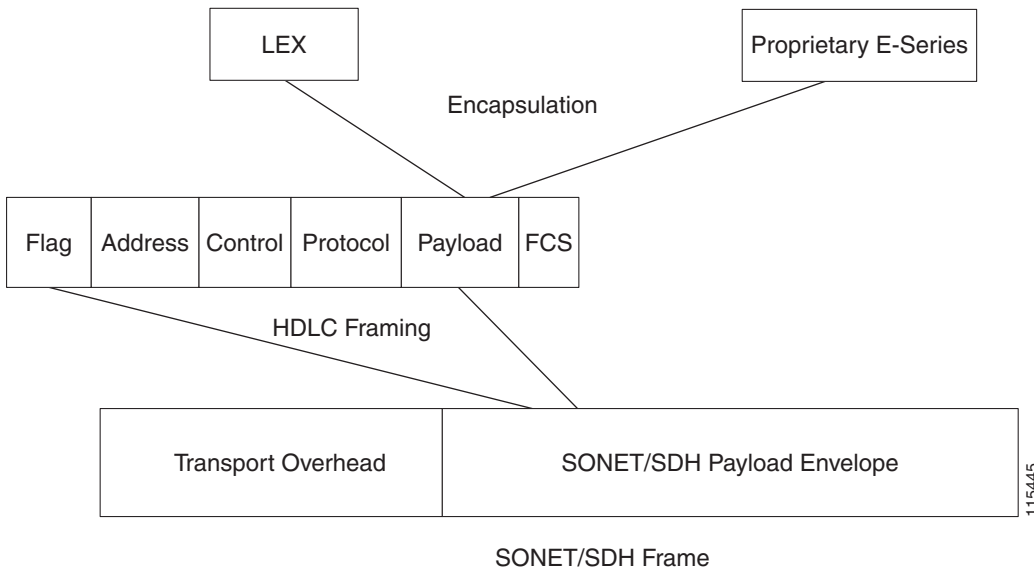 LEX
Proprietary E-Series
Encapsulation
Flag Address Control Protocol Payload FCS
HDLC Framing
Transport Overhead SONET/SDH Payload Envelope
115445
SONET/SDH Frame